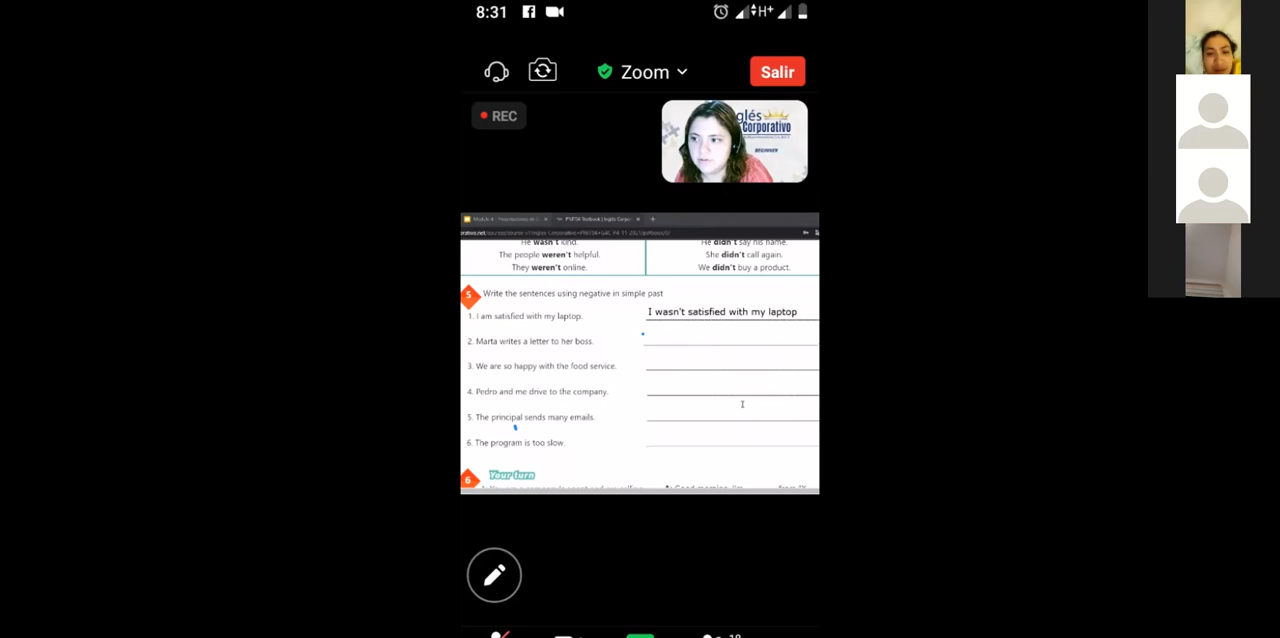 8:31
H+
Zoom
Salir
REC
glés
Corporativo
BEGINNER
He wasn't kind.
He didn't say his name.
The people weren't helpful.
She didn't call again.
They weren't online.
We didn't buy a product.
5 Write the sentences using negative in simple past
1. I am satisfied with my laptop.
I wasn't satisfied with my laptop
2. Marta writes a letter to her boss.
3. We are so happy with the food service.
4. Pedro and me drive to the company.
5. The principal sends many emails.
6. The program is too slow.
6 Your turn